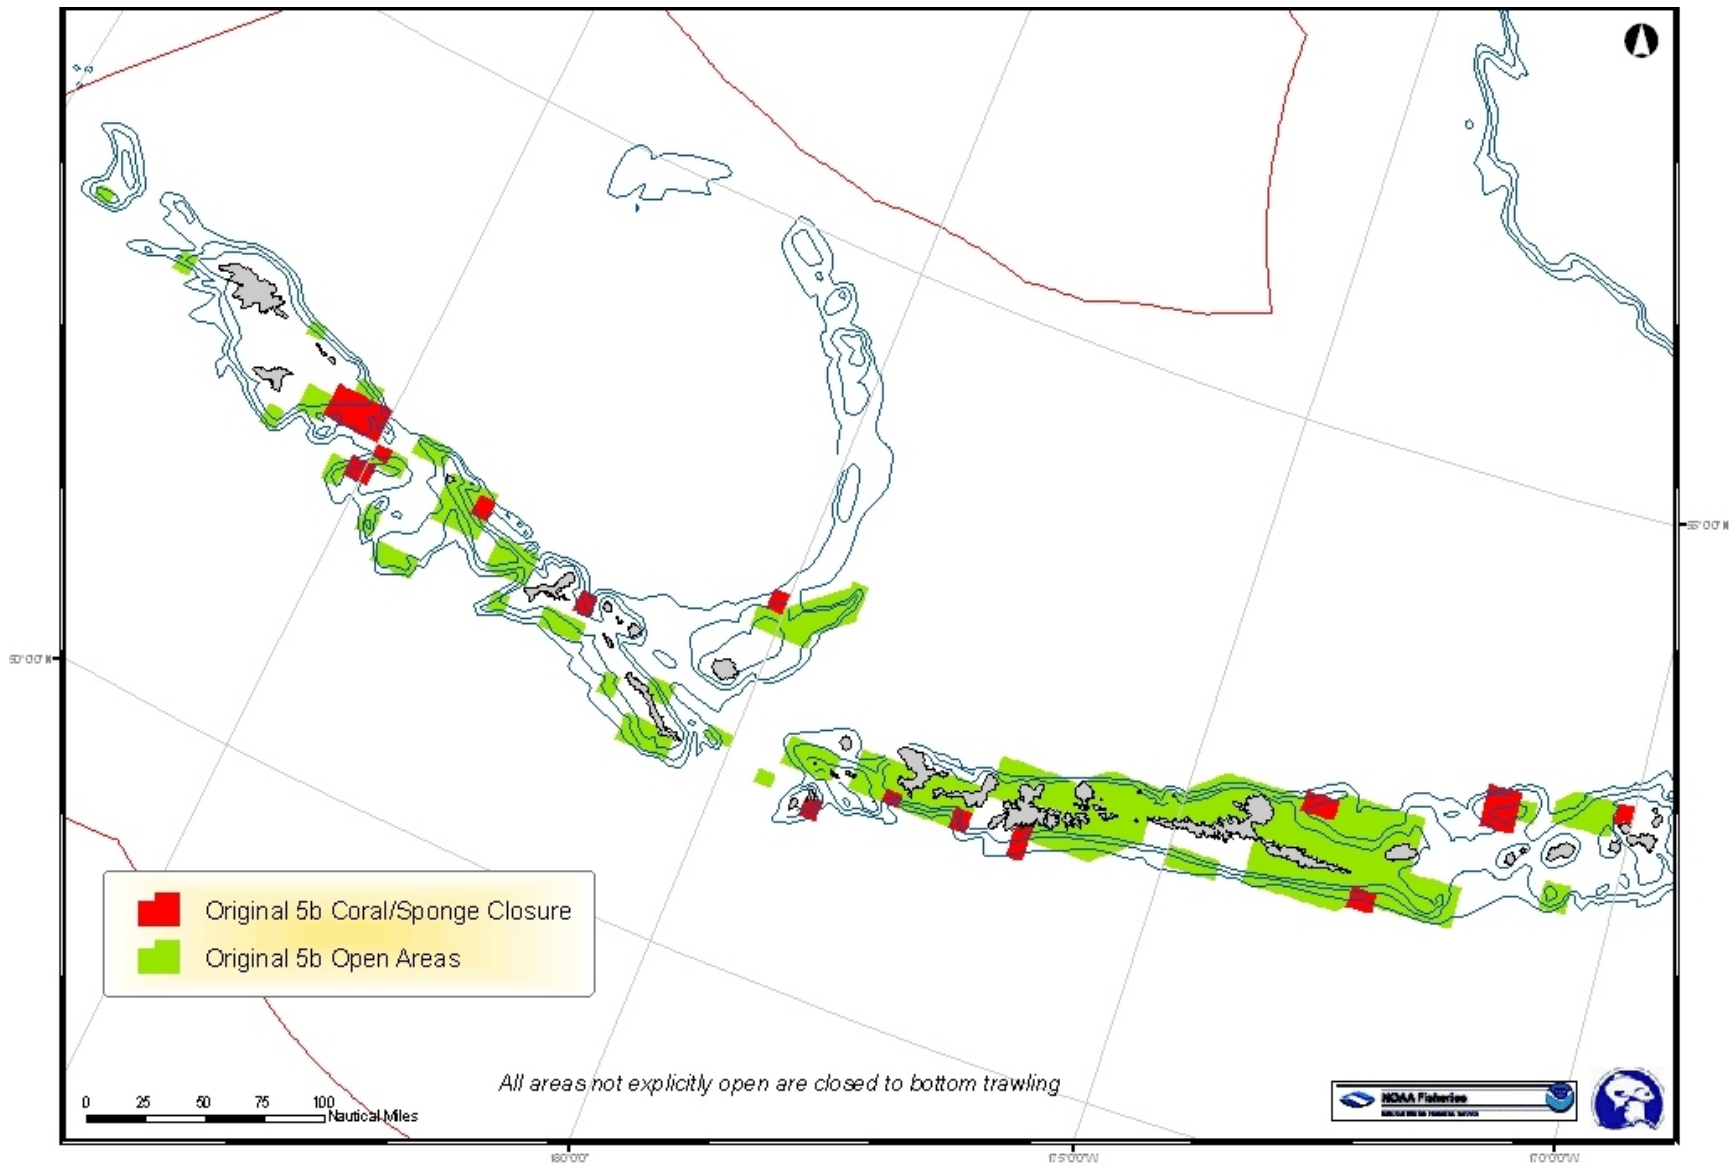 55°00'N
50°00'N
Original 5b Coral/Sponge Closure
Original 5b Open Areas
All areas not explicitly open are closed to bottom trawling
0 25 50 75 100
Nautical Miles
NOAA Fisheries
180°00'
175°00'W
170°00'W